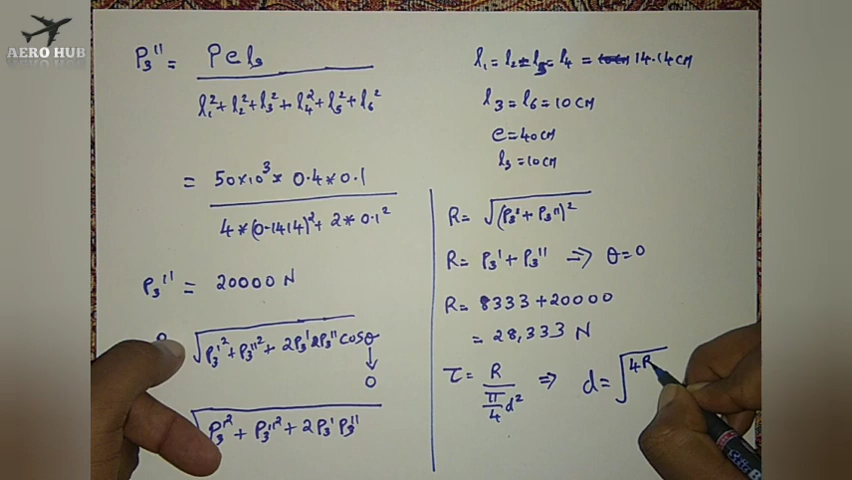 AERO HUB
P₃'' = P e l₃
l₁² + l₂² + l₃² + l₄² + l₅² + l₆²
= 50*10³ * 0.4*0.1
4*(0.1414)² + 2*0.1²
P₃'' = 20000 N
√P₃'² + P₃''² + 2P₃'2P₃'' cosθ
0
√P₃'² + P₃''² + 2P₃' P₃''
l₁ = l₂ = l₅ = l₄ = 14.14 CM
l₃ = l₆ = 10 CM
e = 40 CM
l₃ = 10 CM
R = √(P₃' + P₃'')²
R = P₃' + P₃'' ⇒ θ = 0
R = 8333 + 20000
= 28,333 N
τ = R ⇒ d = √4R
π/4 d²